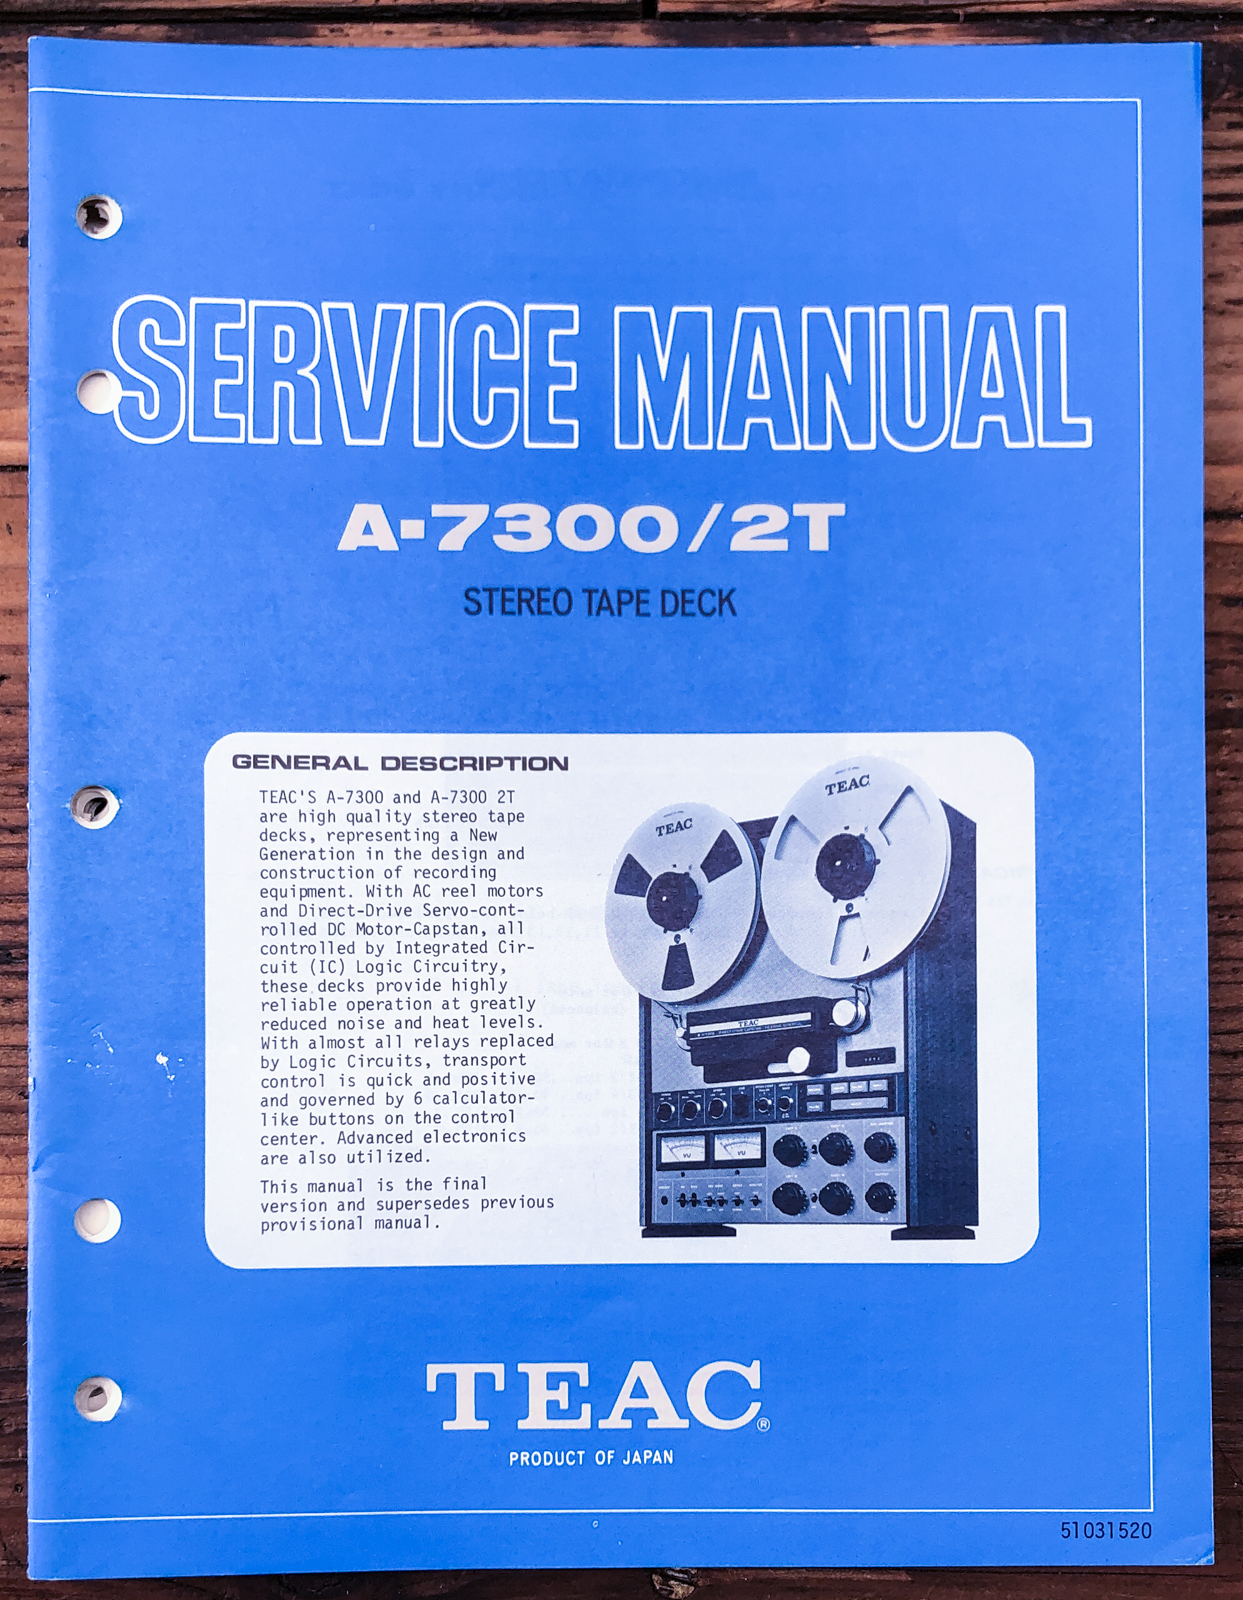 SERVICE MANUAL
A-7300/2T
STEREO TAPE DECK
GENERAL DESCRIPTION
TEAC'S A-7300 and A-7300 2T
are high quality stereo tape
decks, representing a New
Generation in the design and
construction of recording
equipment. With AC reel motors
and Direct-Drive Servo-cont-
rolled DC Motor-Capstan, all
controlled by Integrated Cir-
cuit (IC) Logic Circuitry,
these decks provide highly
reliable operation at greatly
reduced noise and heat levels.
With almost all relays replaced
by Logic Circuits, transport
control is quick and positive
and governed by 6 calculator-
like buttons on the control
center. Advanced electronics
are also utilized.
This manual is the final
version and supersedes previous
provisional manual.
TEAC
TEAC
TEAC
VU
VU
TEAC®
PRODUCT OF JAPAN
51031520